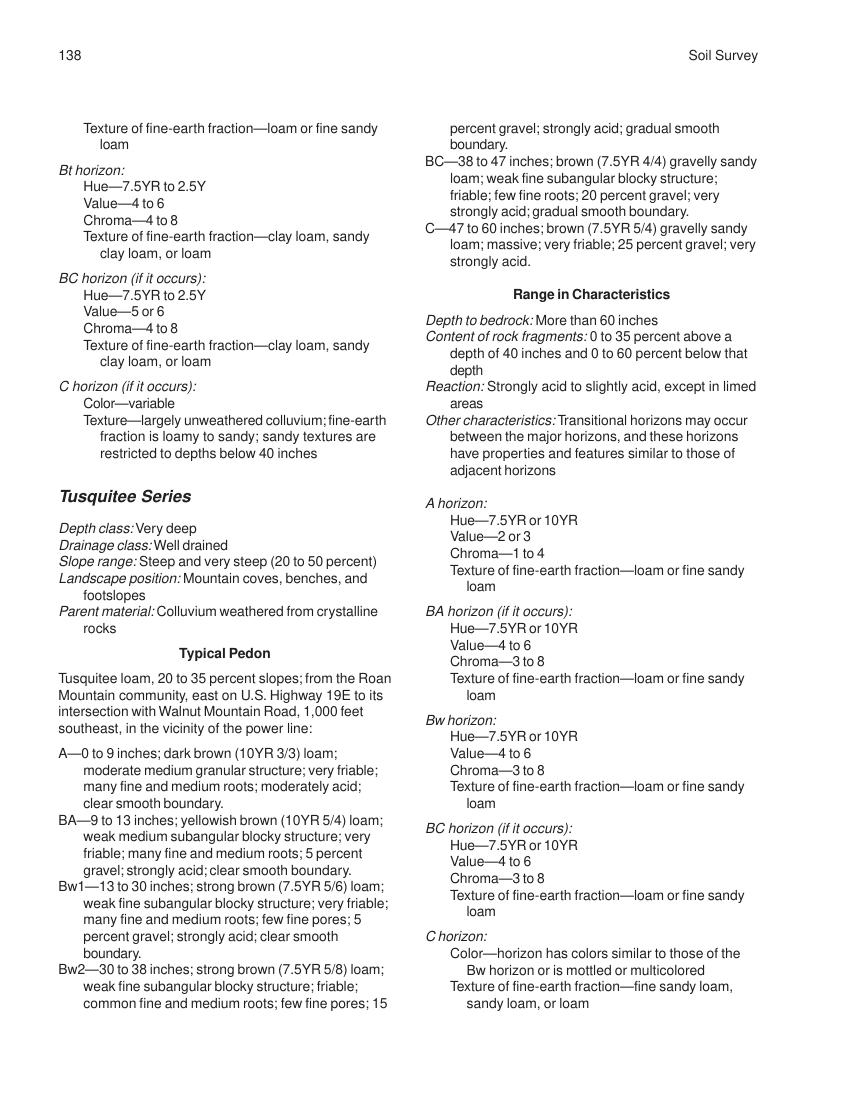 138
Soil Survey
Texture of fine-earth fraction—loam or fine sandy
loam
Bt horizon:
Hue—7.5YR to 2.5Y
Value—4 to 6
Chroma—4 to 8
Texture of fine-earth fraction—clay loam, sandy
clay loam, or loam
BC horizon (if it occurs):
Hue—7.5YR to 2.5Y
Value—5 or 6
Chroma—4 to 8
Texture of fine-earth fraction—clay loam, sandy
clay loam, or loam
C horizon (if it occurs):
Color—variable
Texture—largely unweathered colluvium; fine-earth
fraction is loamy to sandy; sandy textures are
restricted to depths below 40 inches
Tusquitee Series
Depth class: Very deep
Drainage class: Well drained
Slope range: Steep and very steep (20 to 50 percent)
Landscape position: Mountain coves, benches, and
footslopes
Parent material: Colluvium weathered from crystalline
rocks
Typical Pedon
Tusquitee loam, 20 to 35 percent slopes; from the Roan
Mountain community, east on U.S. Highway 19E to its
intersection with Walnut Mountain Road, 1,000 feet
southeast, in the vicinity of the power line:
A—0 to 9 inches; dark brown (10YR 3/3) loam;
moderate medium granular structure; very friable;
many fine and medium roots; moderately acid;
clear smooth boundary.
BA—9 to 13 inches; yellowish brown (10YR 5/4) loam;
weak medium subangular blocky structure; very
friable; many fine and medium roots; 5 percent
gravel; strongly acid; clear smooth boundary.
Bw1—13 to 30 inches; strong brown (7.5YR 5/6) loam;
weak fine subangular blocky structure; very friable;
many fine and medium roots; few fine pores; 5
percent gravel; strongly acid; clear smooth
boundary.
Bw2—30 to 38 inches; strong brown (7.5YR 5/8) loam;
weak fine subangular blocky structure; friable;
common fine and medium roots; few fine pores; 15
percent gravel; strongly acid; gradual smooth
boundary.
BC—38 to 47 inches; brown (7.5YR 4/4) gravelly sandy
loam; weak fine subangular blocky structure;
friable; few fine roots; 20 percent gravel; very
strongly acid; gradual smooth boundary.
C—47 to 60 inches; brown (7.5YR 5/4) gravelly sandy
loam; massive; very friable; 25 percent gravel; very
strongly acid.
Range in Characteristics
Depth to bedrock: More than 60 inches
Content of rock fragments: 0 to 35 percent above a
depth of 40 inches and 0 to 60 percent below that
depth
Reaction: Strongly acid to slightly acid, except in limed
areas
Other characteristics: Transitional horizons may occur
between the major horizons, and these horizons
have properties and features similar to those of
adjacent horizons
A horizon:
Hue—7.5YR or 10YR
Value—2 or 3
Chroma—1 to 4
Texture of fine-earth fraction—loam or fine sandy
loam
BA horizon (if it occurs):
Hue—7.5YR or 10YR
Value—4 to 6
Chroma—3 to 8
Texture of fine-earth fraction—loam or fine sandy
loam
Bw horizon:
Hue—7.5YR or 10YR
Value—4 to 6
Chroma—3 to 8
Texture of fine-earth fraction—loam or fine sandy
loam
BC horizon (if it occurs):
Hue—7.5YR or 10YR
Value—4 to 6
Chroma—3 to 8
Texture of fine-earth fraction—loam or fine sandy
loam
C horizon:
Color—horizon has colors similar to those of the
Bw horizon or is mottled or multicolored
Texture of fine-earth fraction—fine sandy loam,
sandy loam, or loam